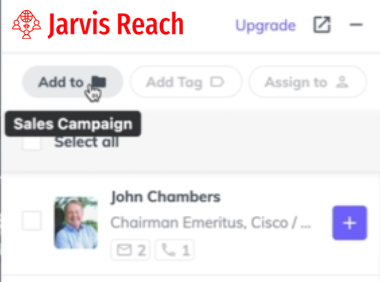 Jarvis Reach
Upgrade
Add to
Add Tag
Assign to
Sales Campaign
Select all
John Chambers
Chairman Emeritus, Cisco / ...
2
1